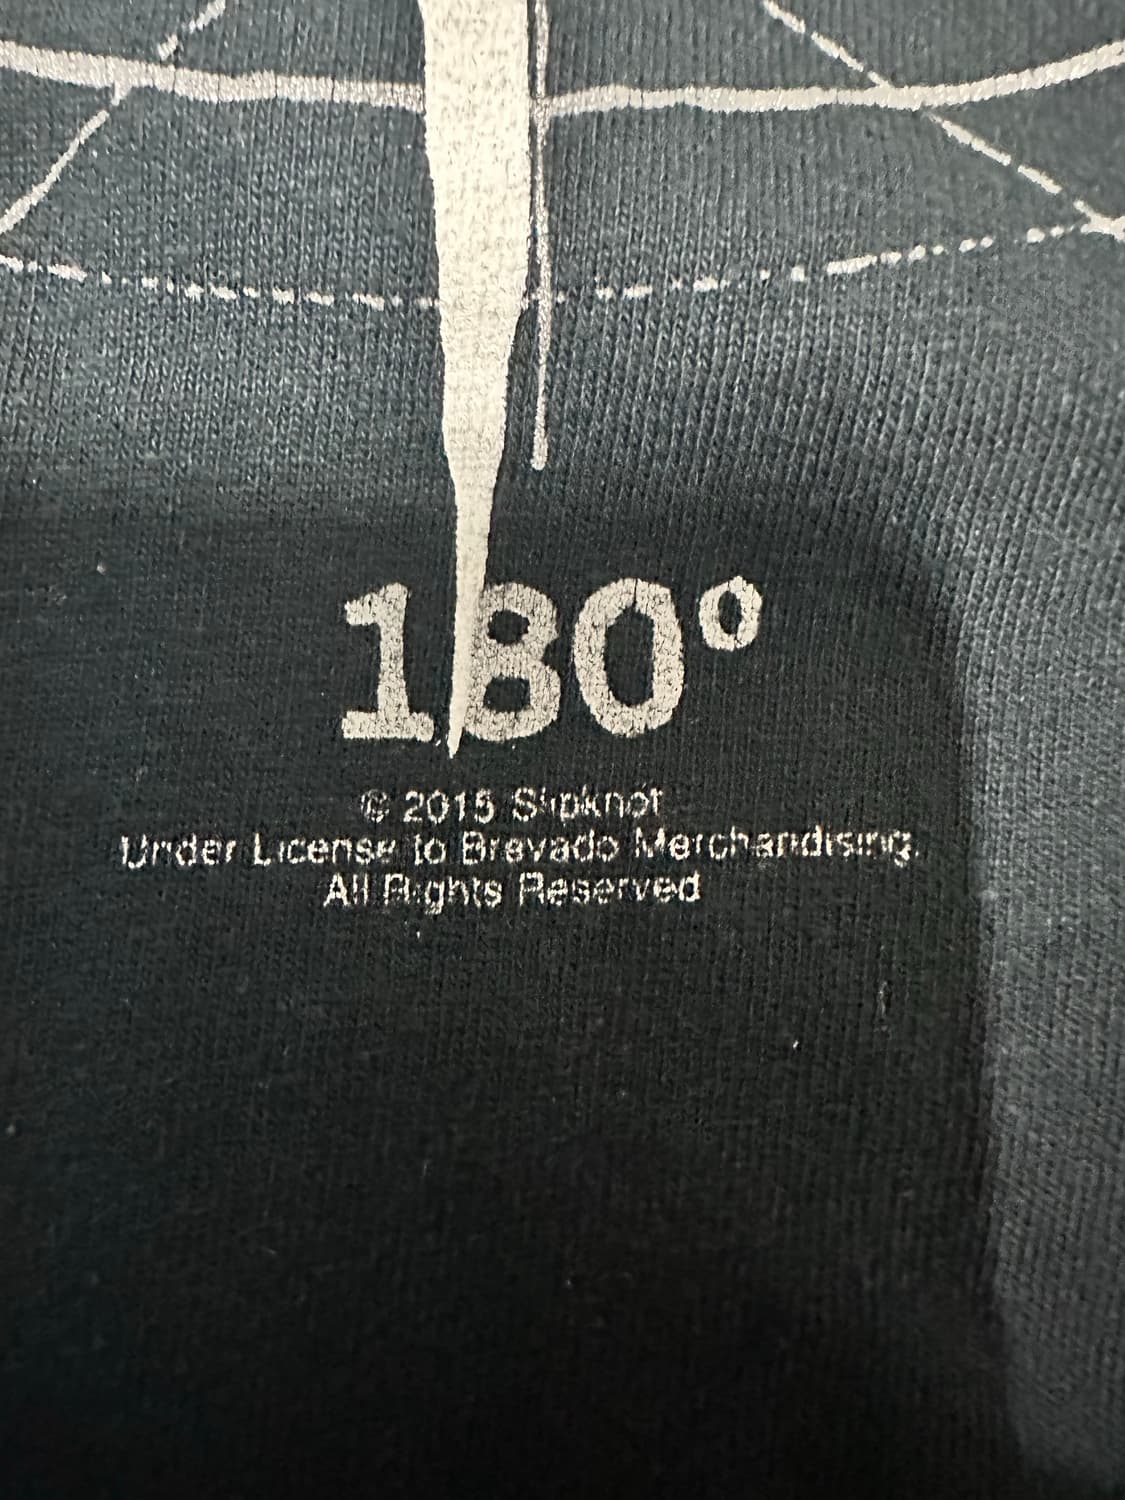 180°
© 2015 Slipknot
Under License to Bravado Merchandising.
All Rights Reserved